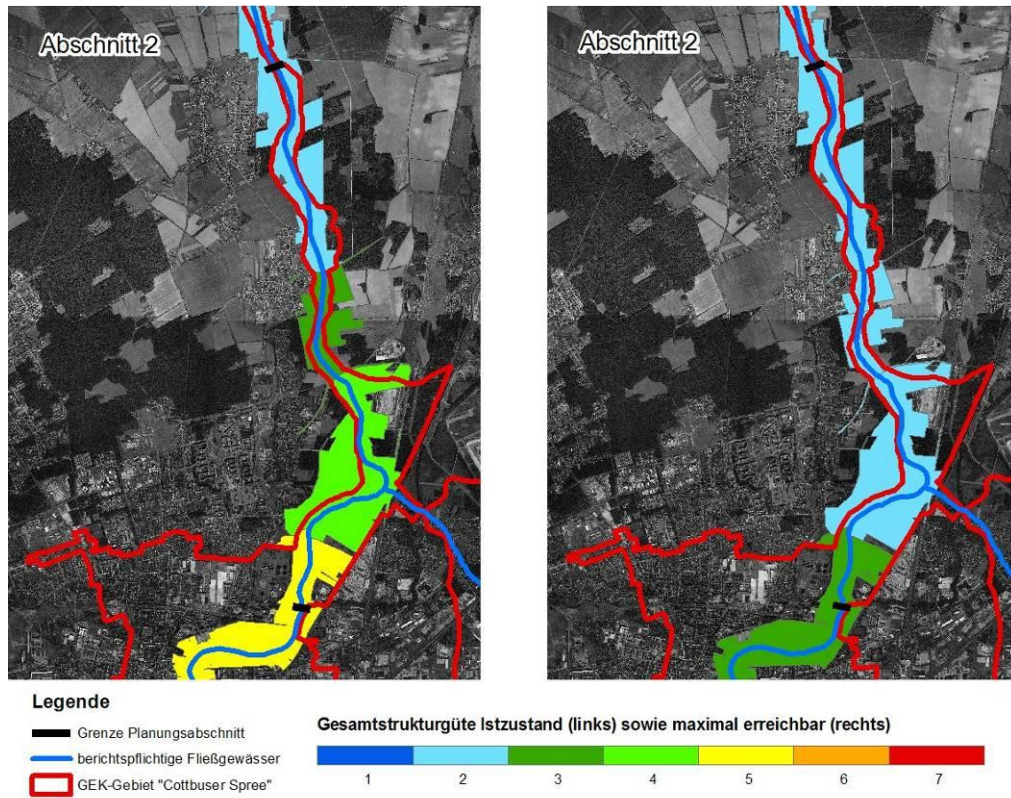 Abschnitt 2
Abschnitt 2
Legende
Grenze Planungsabschnitt
berichtspflichtige Fließgewässer
GEK-Gebiet "Cottbuser Spree"
Gesamtstrukturgüte Istzustand (links) sowie maximal erreichbar (rechts)
1 2 3 4 5 6 7